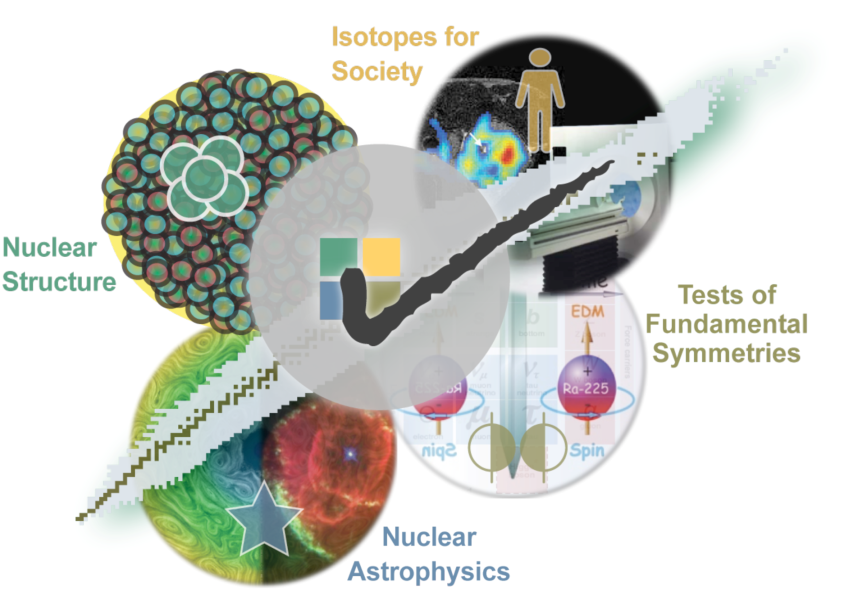 Isotopes for
Society
Nuclear
Structure
Tests of
Fundamental
Symmetries
EDM
Ra-225
Spin
Spin
Nuclear
Astrophysics